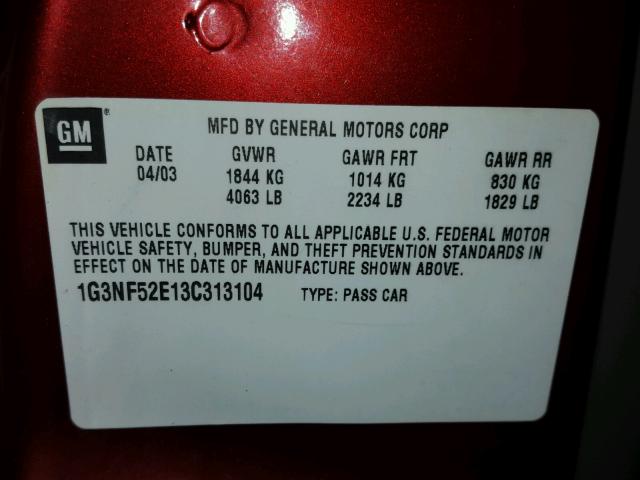 GM ® MFD BY GENERAL MOTORS CORP
DATE GVWR GAWR FRT GAWR RR
04/03 1844 KG 1014 KG 830 KG
4063 LB 2234 LB 1829 LB
THIS VEHICLE CONFORMS TO ALL APPLICABLE U.S. FEDERAL MOTOR
VEHICLE SAFETY, BUMPER, AND THEFT PREVENTION STANDARDS IN
EFFECT ON THE DATE OF MANUFACTURE SHOWN ABOVE.
1G3NF52E13C313104 TYPE: PASS CAR